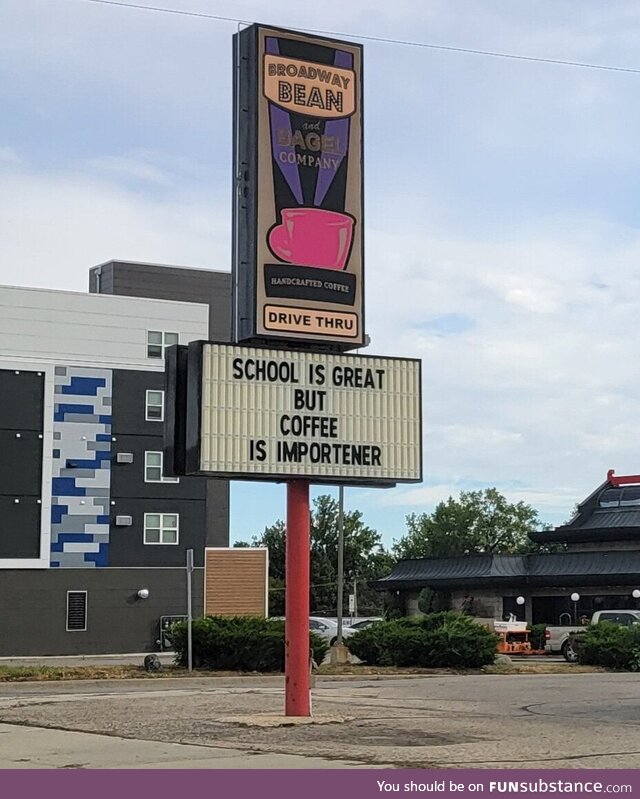 BROADWAY
BEAN
and
BAGEL
COMPANY
HANDCRAFTED COFFEE
DRIVE THRU
SCHOOL IS GREAT
BUT
COFFEE
IS IMPORTENER
You should be on FUNsubstance.com